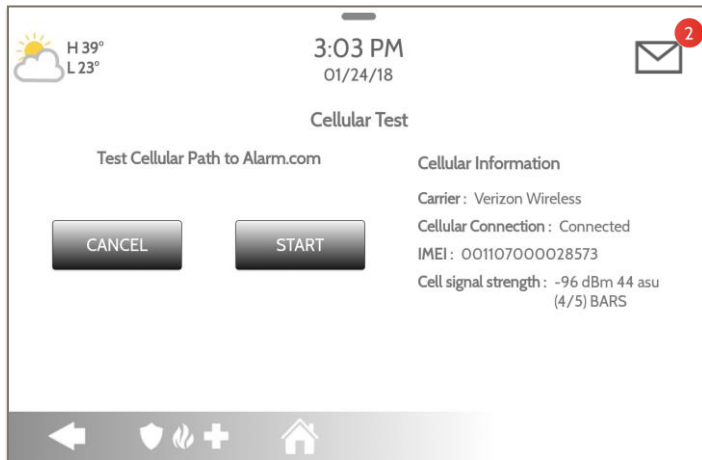 H 39°
L 23°
3:03 PM
01/24/18
2
Cellular Test
Test Cellular Path to Alarm.com
CANCEL
START
Cellular Information
Carrier : Verizon Wireless
Cellular Connection : Connected
IMEI : 001107000028573
Cell signal strength : -96 dBm 44 asu
(4/5) BARS